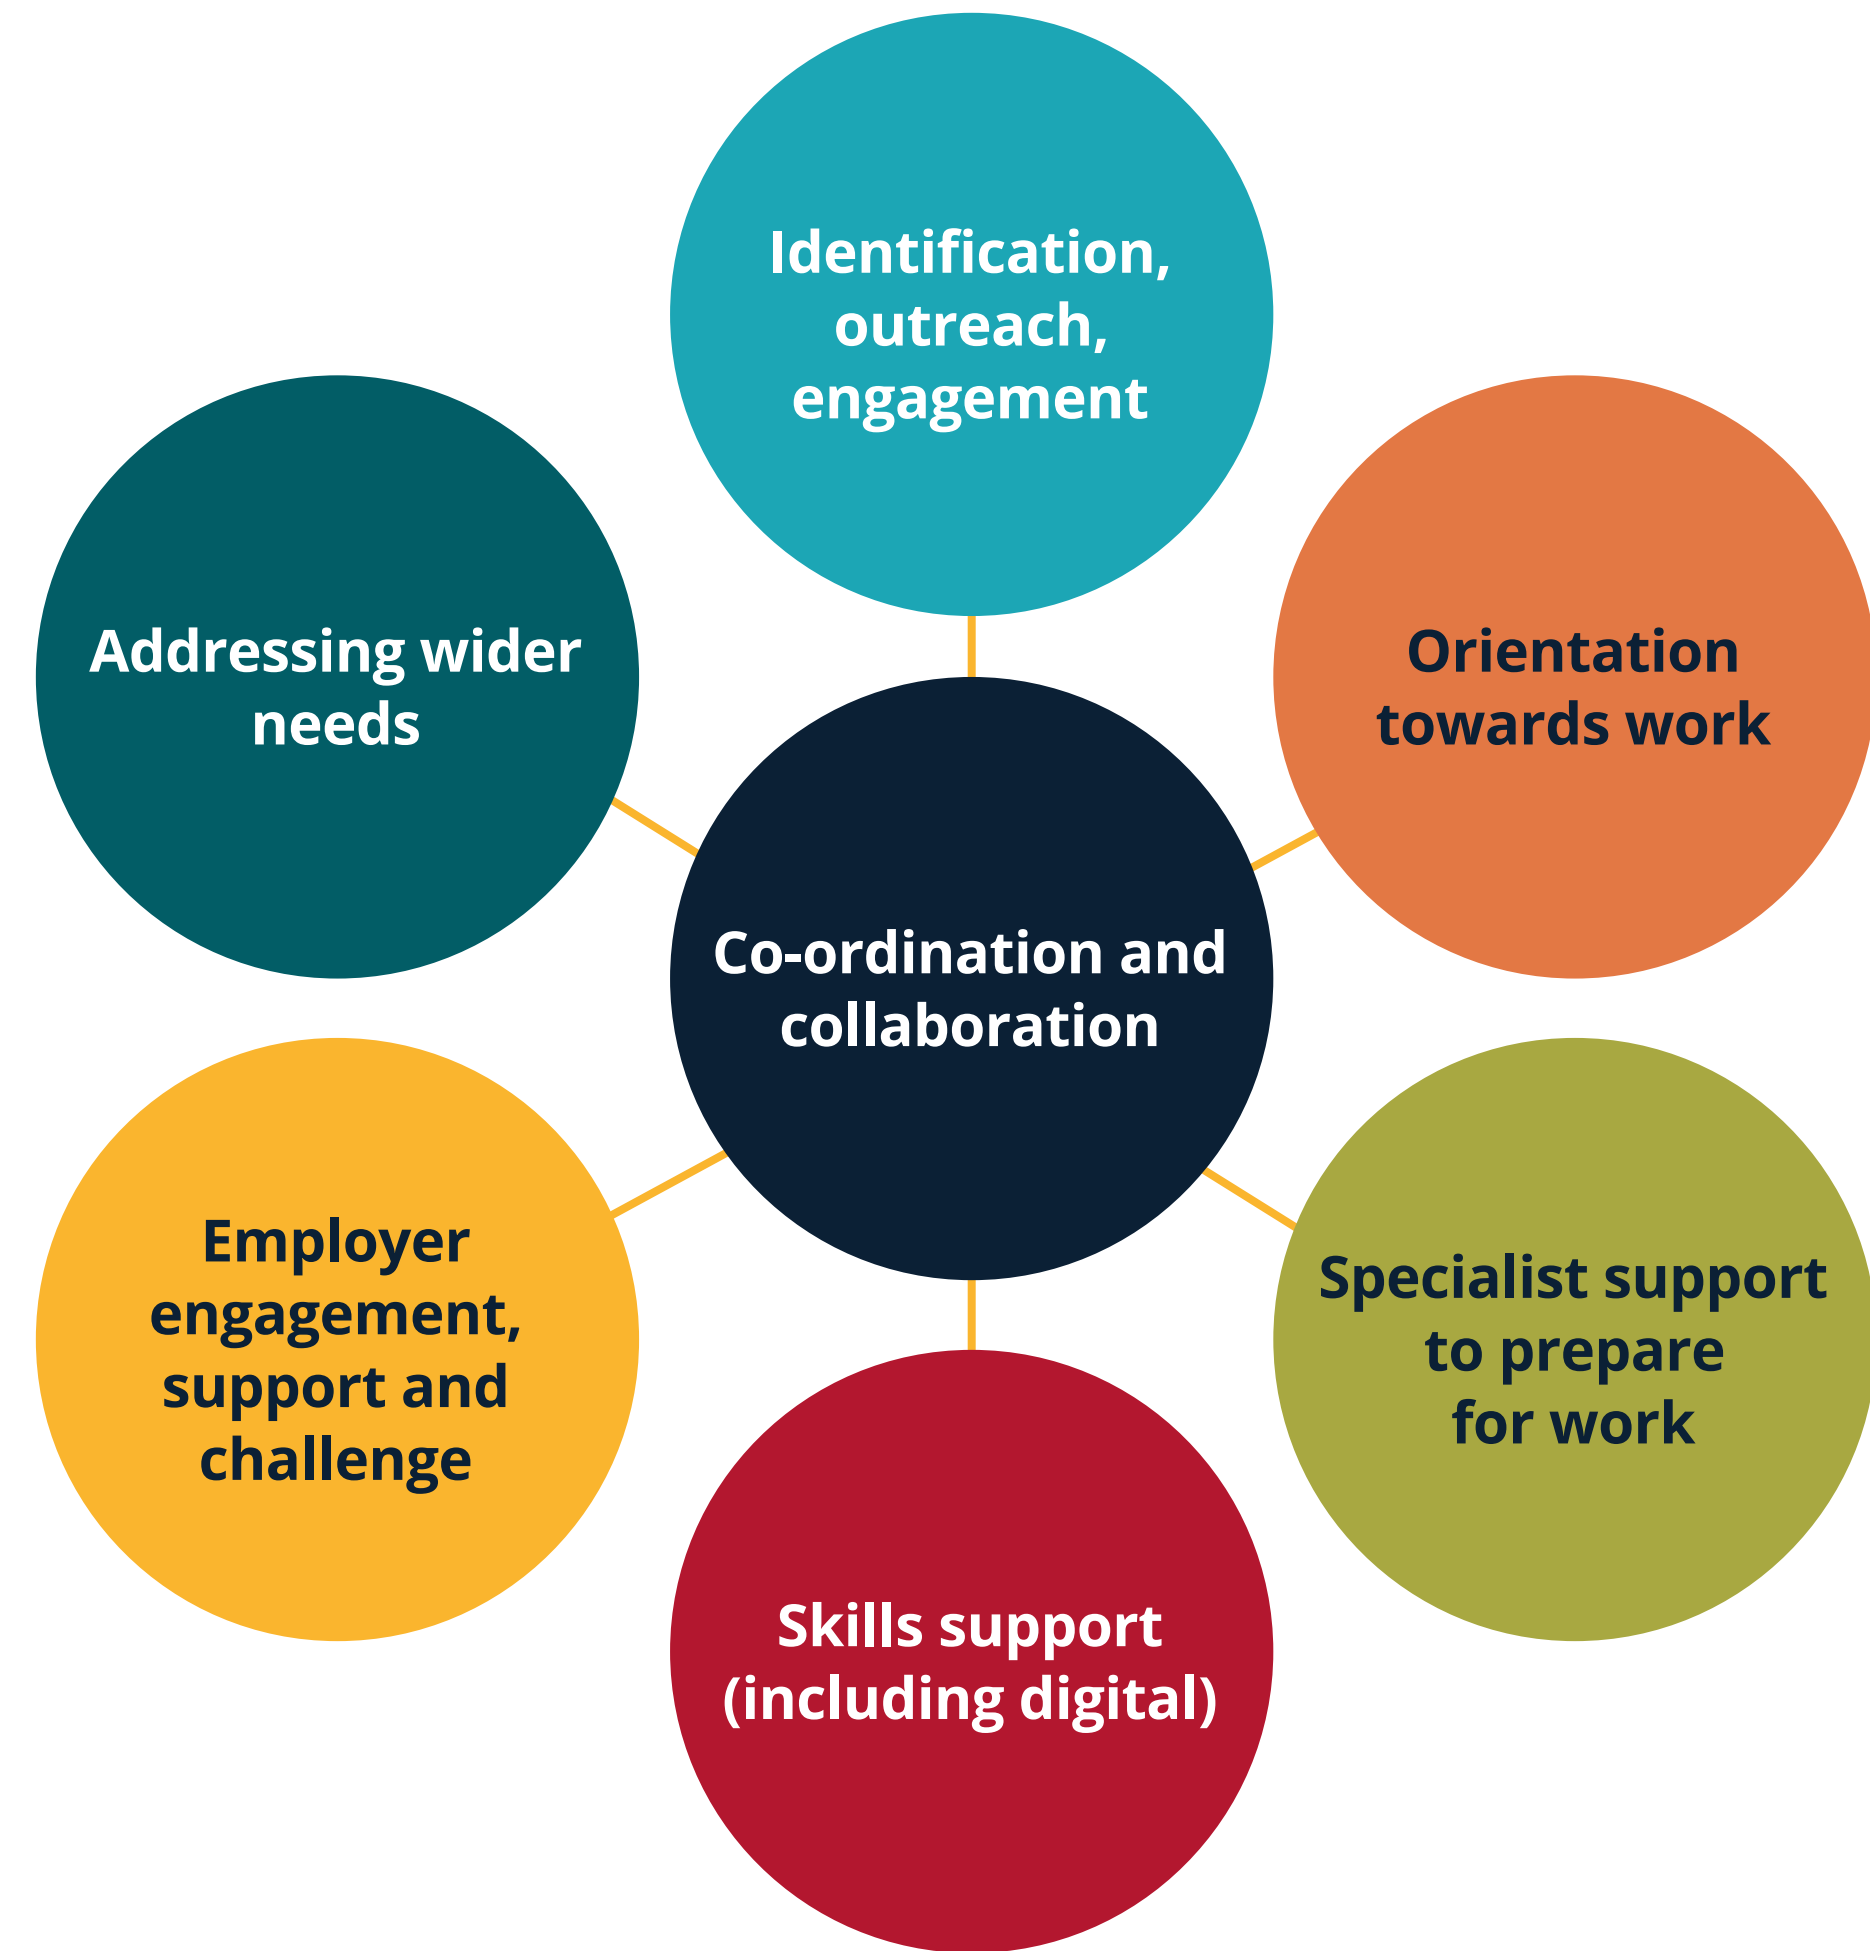 Identification,
outreach,
engagement
Addressing wider
needs
Orientation
towards work
Co-ordination and
collaboration
Employer
engagement,
support and
challenge
Specialist support
to prepare
for work
Skills support
(including digital)